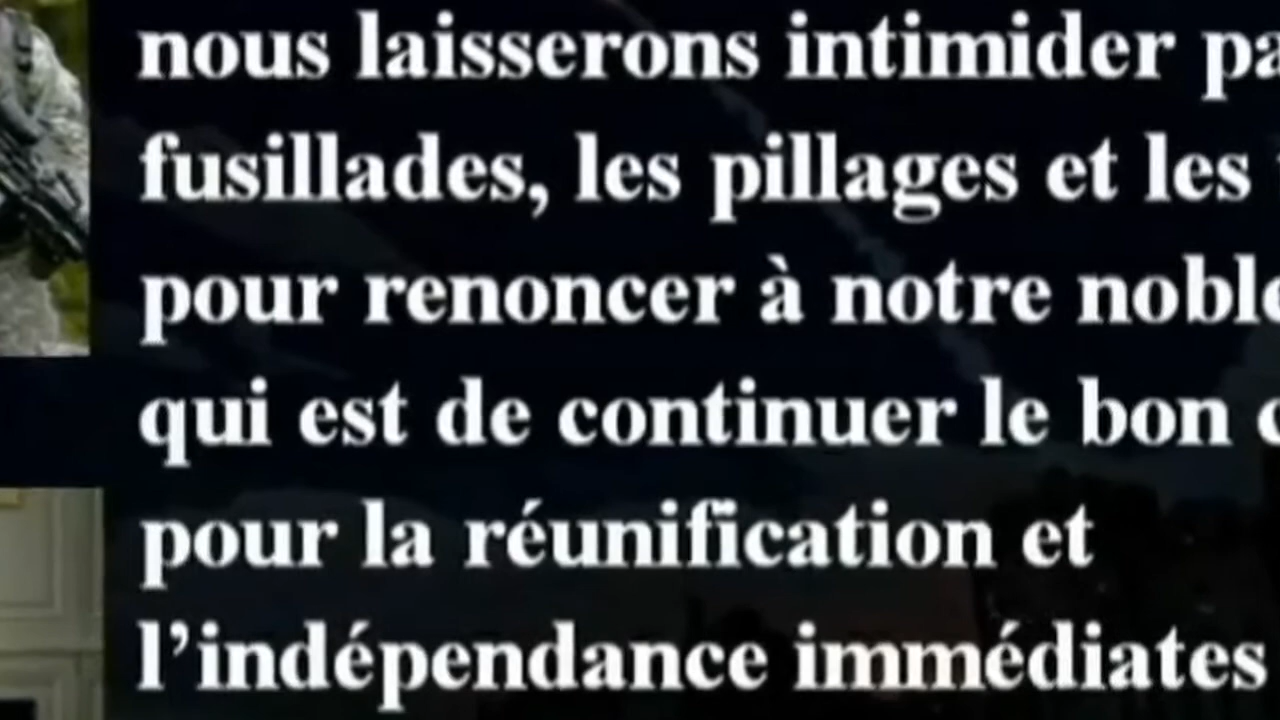 nous laisserons intimider pa
fusillades, les pillages et les
pour renoncer à notre noble
qui est de continuer le bon c
pour la réunification et
l’indépendance immédiates